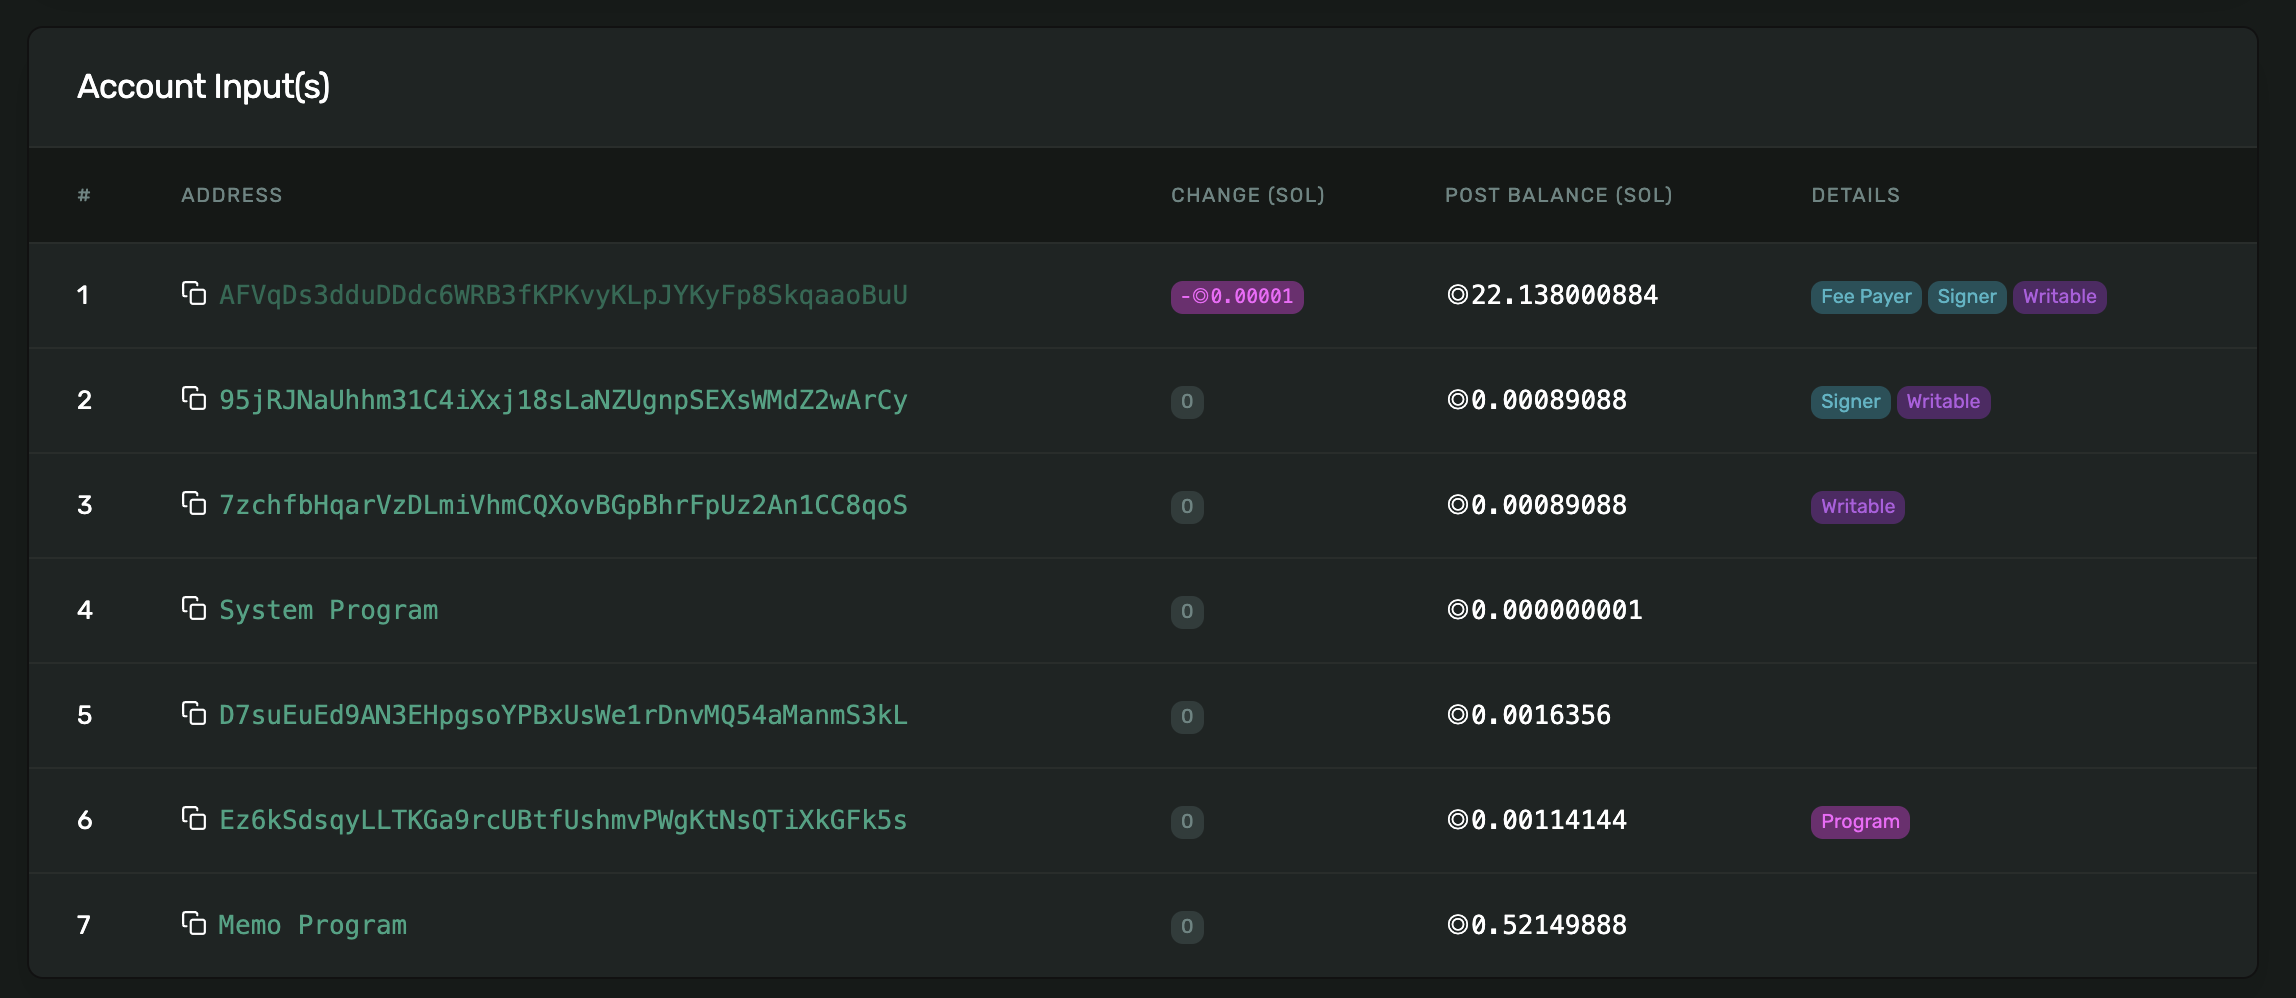 Account Input(s)
# ADDRESS CHANGE (SOL) POST BALANCE (SOL) DETAILS
1 AFVqDs3dduDDdc6WRB3fKPKvyKLpJYKyFp8SkqaaoBuU -◎0.00001 ◎22.138000884 Fee Payer Signer Writable
2 95jRJNaUhhm31C4iXxj18sLaNZUgnpSEXsWMdZ2wArCy 0 ◎0.00089088 Signer Writable
3 7zchfbHqarVzDLmiVhmCQXovBGpBhrFpUz2An1CC8qoS 0 ◎0.00089088 Writable
4 System Program 0 ◎0.000000001
5 D7suEuEd9AN3EHpgsoYPBxUsWe1rDnvMQ54aManmS3kL 0 ◎0.0016356
6 Ez6kSdsqyLLTKGa9rcUBtfUshmvPWgKtNsQTiXkGFk5s 0 ◎0.00114144 Program
7 Memo Program 0 ◎0.52149888